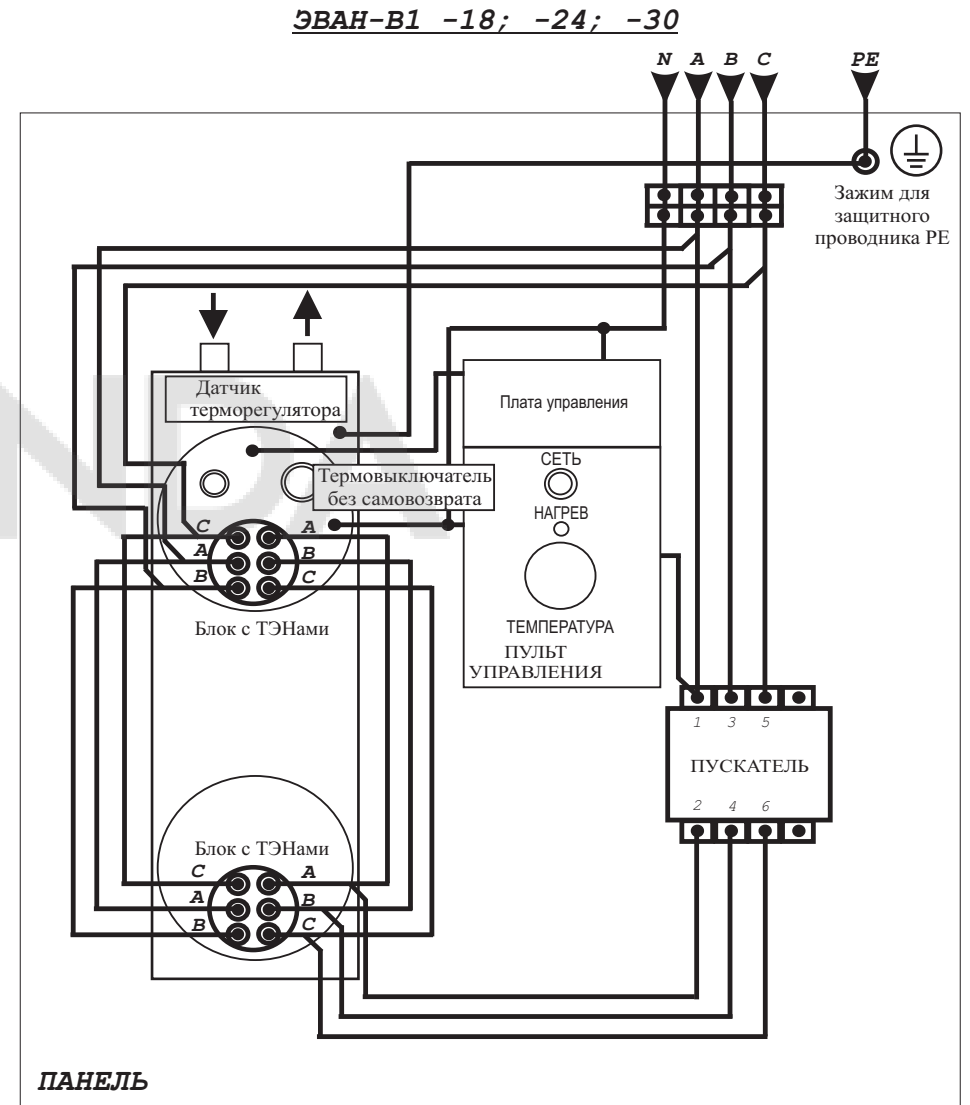 ЭВАН-В1 -18; -24; -30
N A B C PE
Зажим для
защитного
проводника PE
Датчик
терморегулятора
Плата управления
Термовыключатель
без самовозврата
СЕТЬ
НАГРЕВ
ТЕМПЕРАТУРА
ПУЛЬТ
УПРАВЛЕНИЯ
C A
A B
B C
Блок с ТЭНами
1 3 5
ПУСКАТЕЛЬ
2 4 6
Блок с ТЭНами
C A
A B
B C
ПАНЕЛЬ